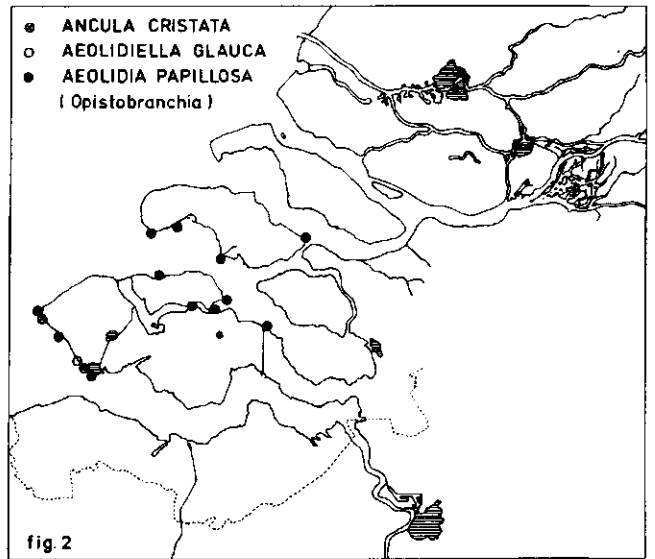 ANCULA CRISTATA
AEOLIDIELLA GLAUCA
AEOLIDIA PAPILLOSA
(Opistobranchia)
fig. 2